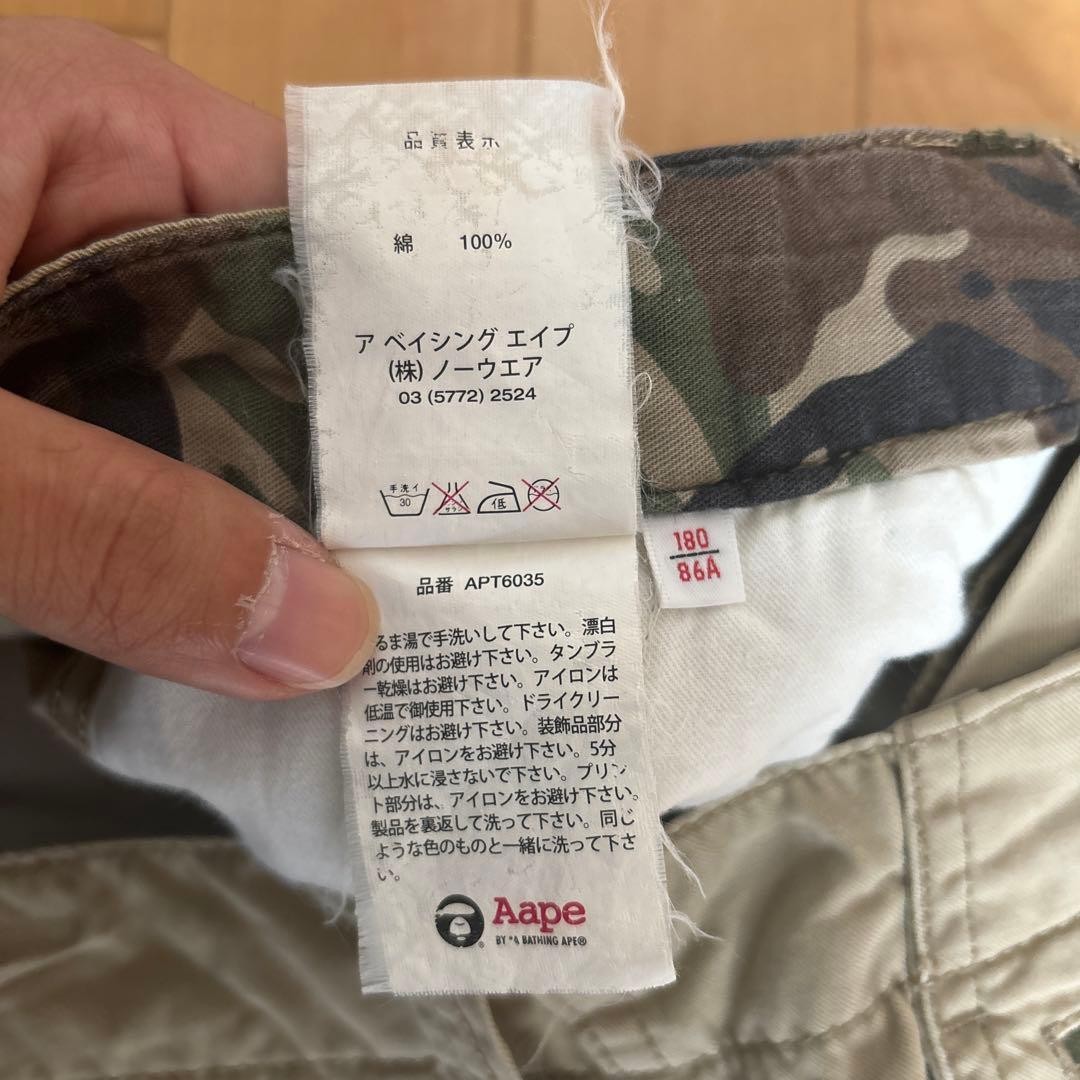 品質表示
綿 100%
ア ベイシング エイプ
(株) ノーウエア
03 (5772) 2524
手洗イ
30
低
180
86A
品番 APT6035
るま湯で手洗いして下さい。漂白
剤の使用はお避け下さい。タンブラ
ー乾燥はお避け下さい。アイロンは
低温で御使用下さい。ドライクリー
ニングはお避け下さい。装飾品部分
は、アイロンをお避け下さい。5分
以上水に浸さないで下さい。プリン
ト部分は、アイロンをお避け下さい。
製品を裏返して洗って下さい。同じ
ような色のものと一緒に洗って下さ
い。
Aape
BY *A BATHING APE®